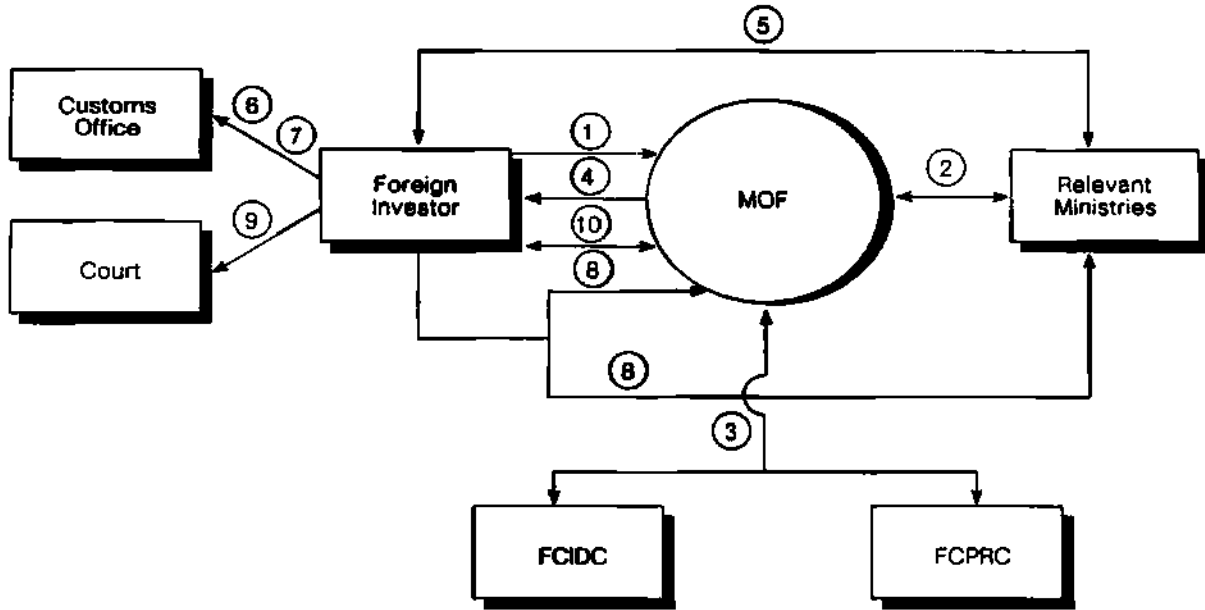 ⑤
Customs
Office
⑥
⑦
①
Foreign
Investor
④
MOF
②
Relevant
Ministries
⑨
⑩
Court
⑧
⑧
③
FCIDC
FCPRC